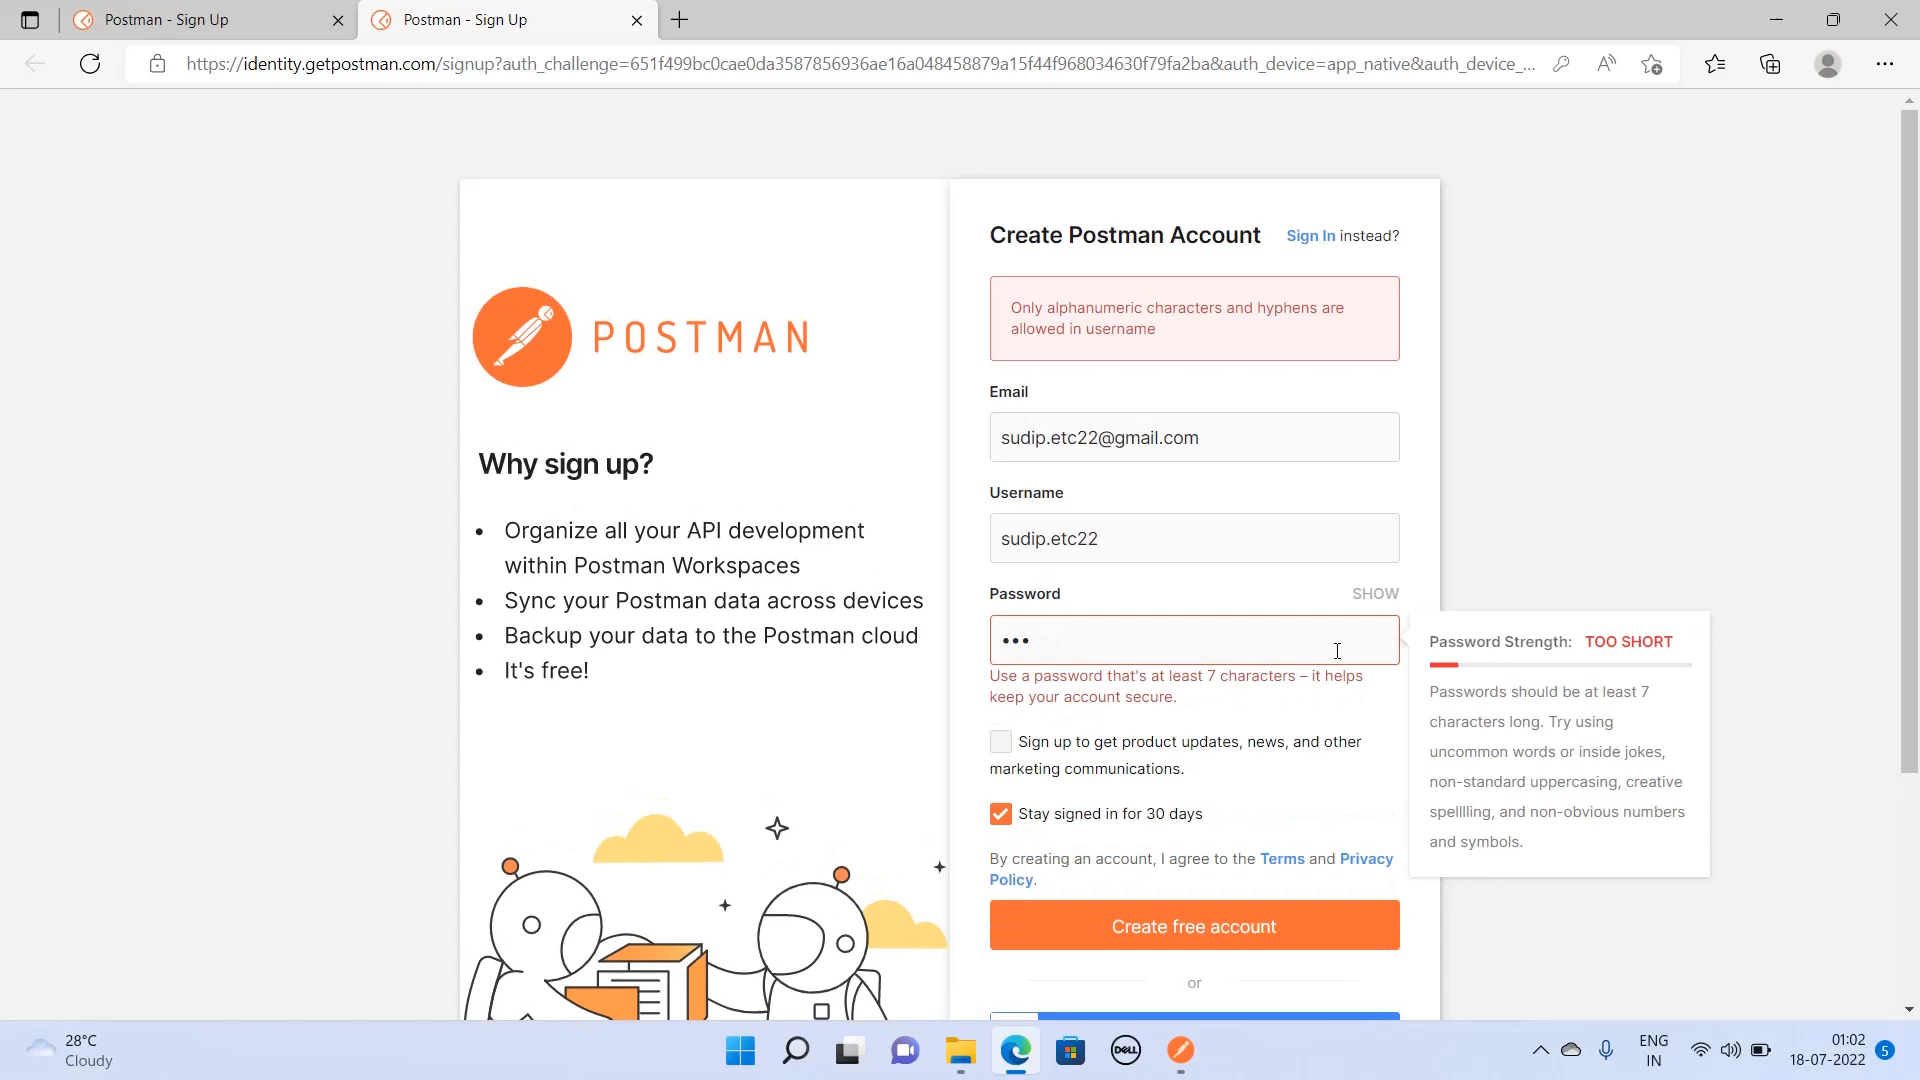 Postman - Sign Up
Postman - Sign Up
https://identity.getpostman.com/signup?auth_challenge=651f499bc0cae0da3587856936ae16a048458879a15f44f968034630f79fa2ba&auth_device=app_native&auth_device_...
POSTMAN
Why sign up?
• Organize all your API development
within Postman Workspaces
• Sync your Postman data across devices
• Backup your data to the Postman cloud
• It's free!
Create Postman Account Sign In instead?
Only alphanumeric characters and hyphens are
allowed in username
Email
sudip.etc22@gmail.com
Username
sudip.etc22
Password SHOW
•••
Use a password that's at least 7 characters – it helps
keep your account secure.
Password Strength: TOO SHORT
Passwords should be at least 7
characters long. Try using
uncommon words or inside jokes,
non-standard uppercasing, creative
spelllling, and non-obvious numbers
and symbols.
Sign up to get product updates, news, and other
marketing communications.
Stay signed in for 30 days
By creating an account, I agree to the Terms and Privacy
Policy.
Create free account
or
28°C
Cloudy
DELL
ENG
IN
01:02
18-07-2022
5